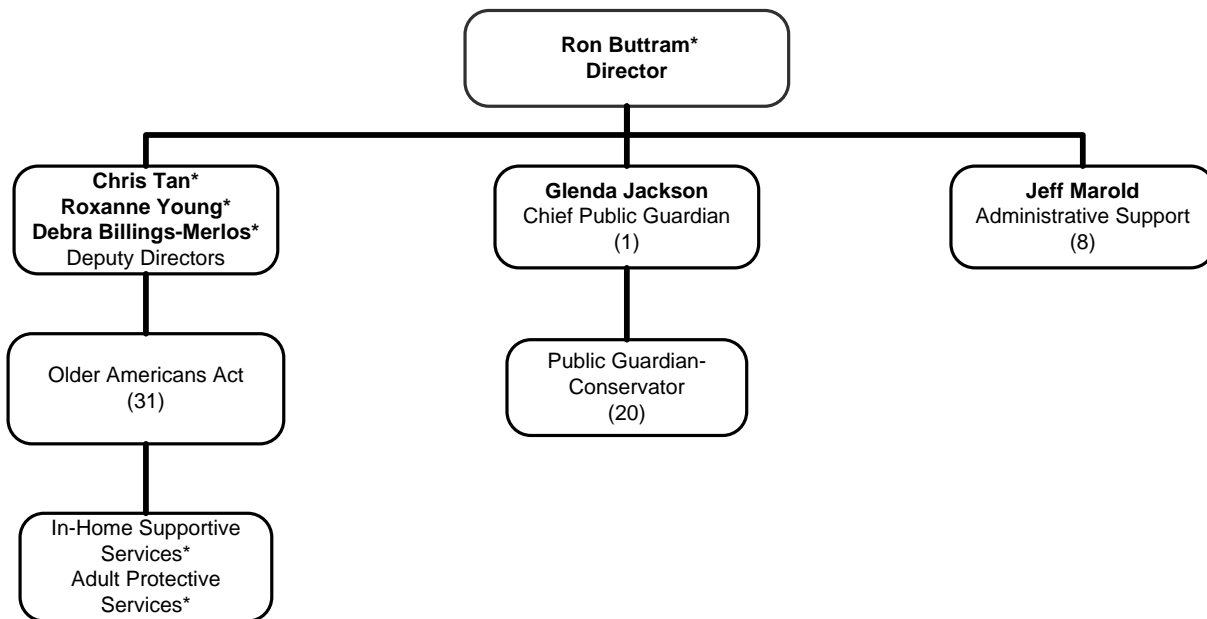 Ron Buttram*
Director
Chris Tan*
Roxanne Young*
Debra Billings-Merlos*
Deputy Directors
Glenda Jackson
Chief Public Guardian
(1)
Jeff Marold
Administrative Support
(8)
Older Americans Act
(31)
Public Guardian-
Conservator
(20)
In-Home Supportive
Services*
Adult Protective
Services*